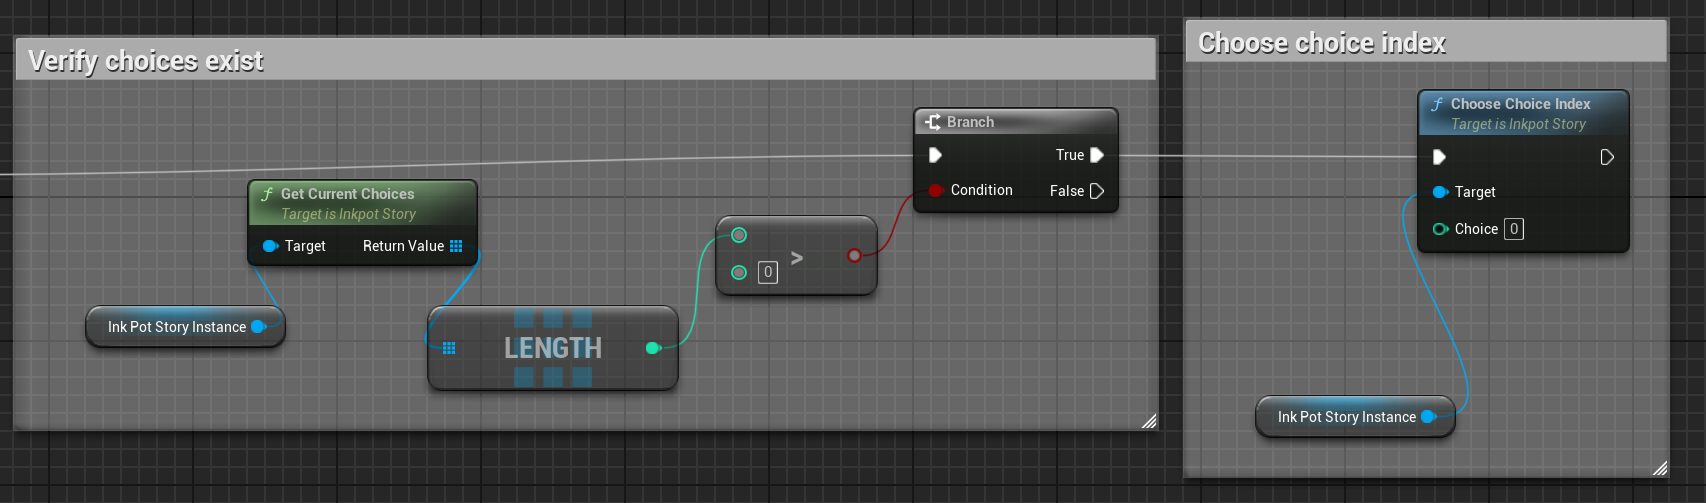 Verify choices exist
Branch
True
Condition
False
f Get Current Choices
Target is Inkpot Story
Target
Return Value
0
>
Ink Pot Story Instance
LENGTH
Choose choice index
f Choose Choice Index
Target is Inkpot Story
Target
Choice 0
Ink Pot Story Instance